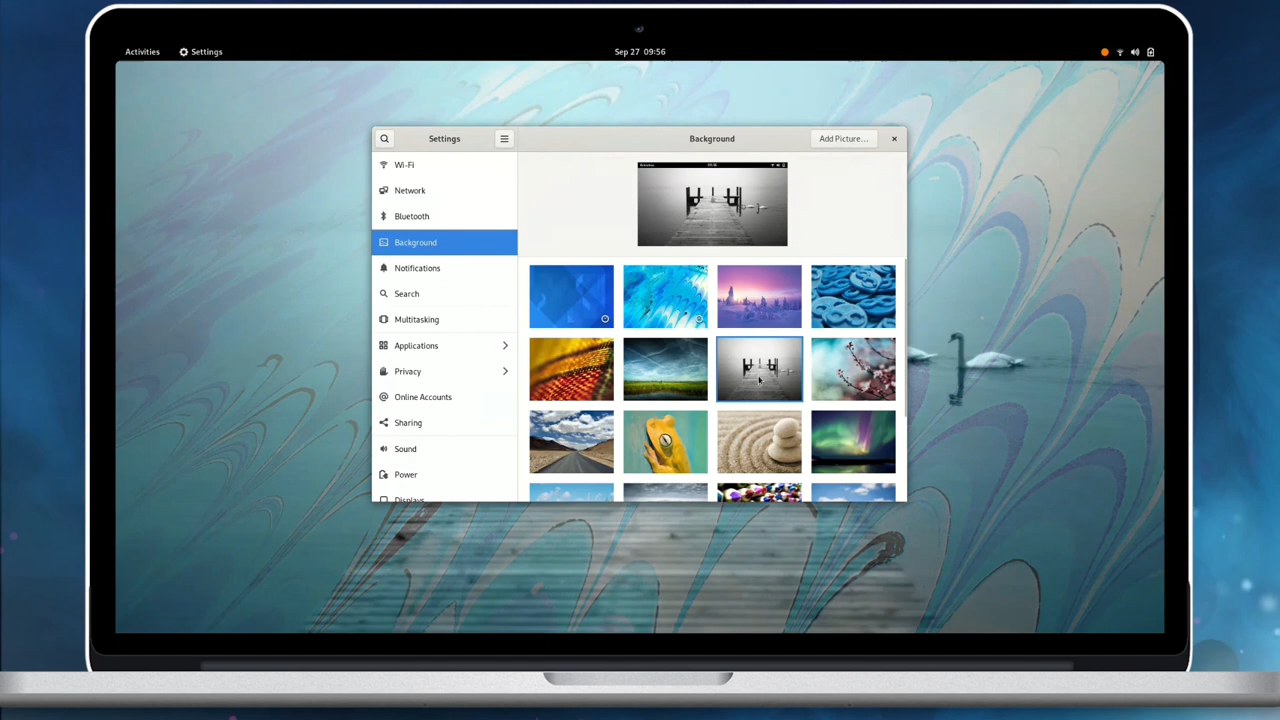 Activities Settings Sep 27 09:56
Settings Background Add Picture...
Wi-Fi
Network
Bluetooth
Background
Notifications
Search
Multitasking
Applications
Privacy
Online Accounts
Sharing
Sound
Power
Displays